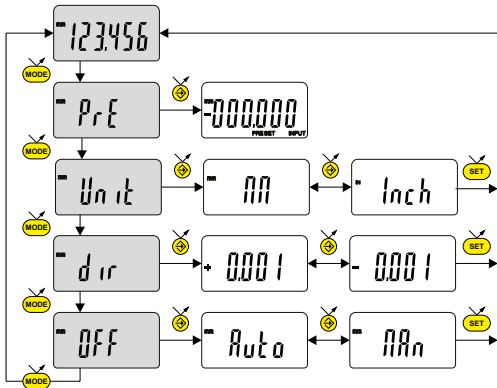 mm 123.456
MODE
mm PrE
mm -000.000
PRESET INPUT
MODE
mm Unit
mm MM
IN Inch
SET
MODE
mm dir
+ 0.001
- 0.001
SET
MODE
mm OFF
mm Auto
mm MAn
SET
MODE